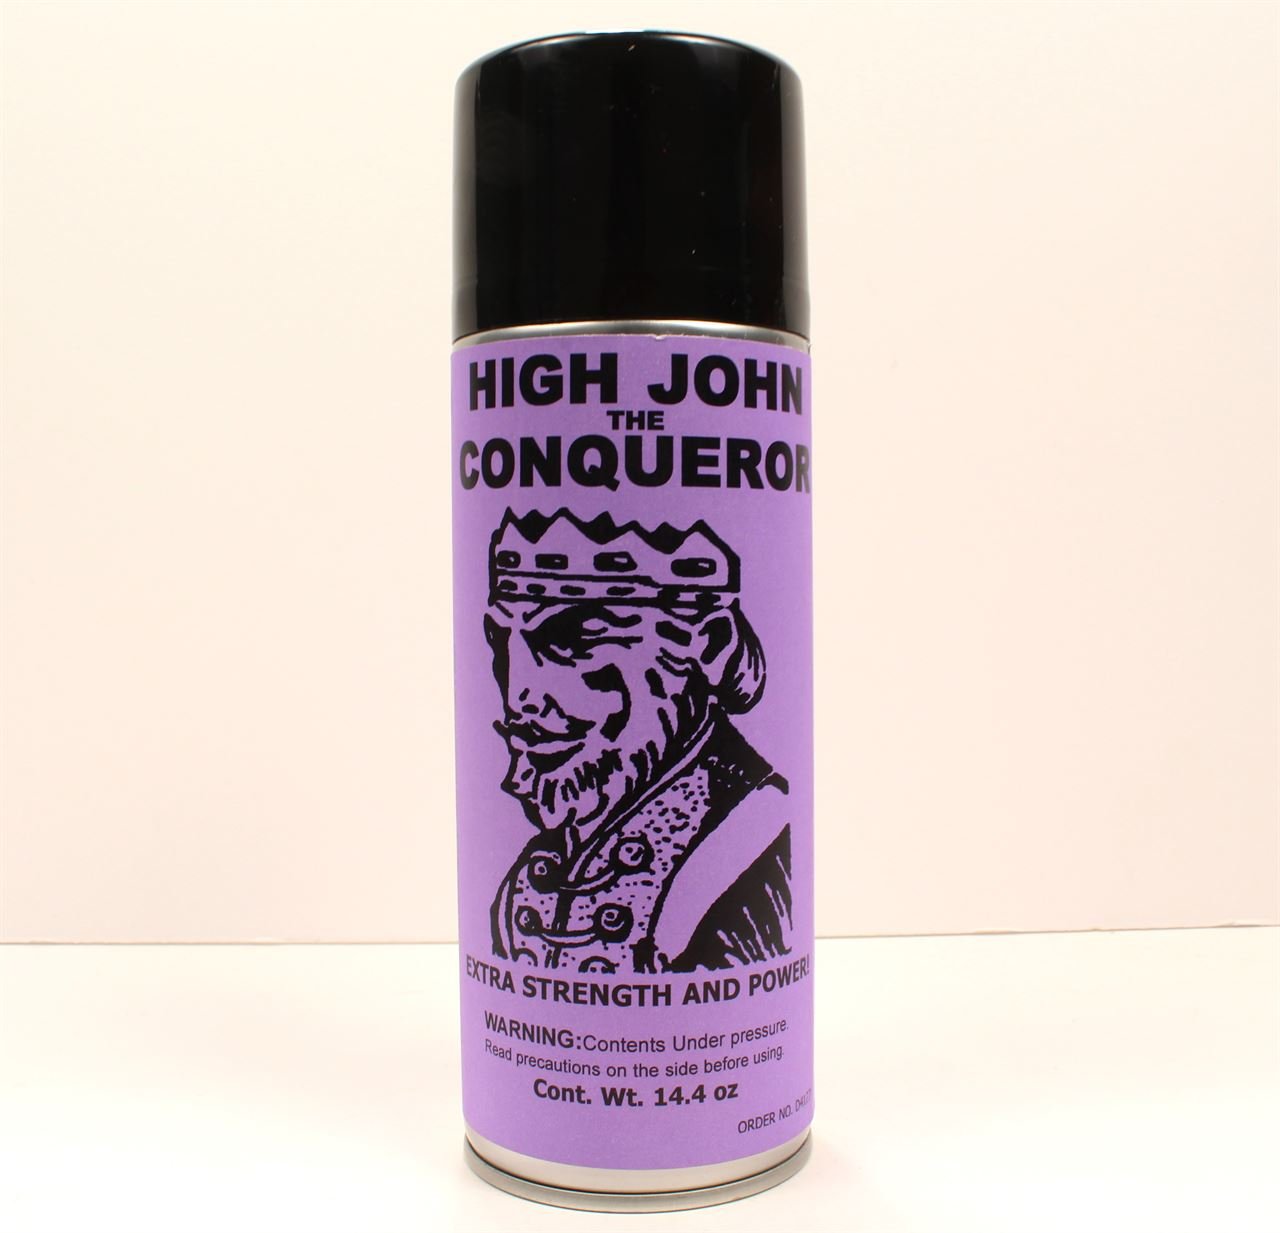 HIGH JOHN
THE
CONQUEROR
EXTRA STRENGTH AND POWER!
WARNING:Contents Under pressure.
Read precautions on the side before using.
Cont. Wt. 14.4 oz
ORDER NO.